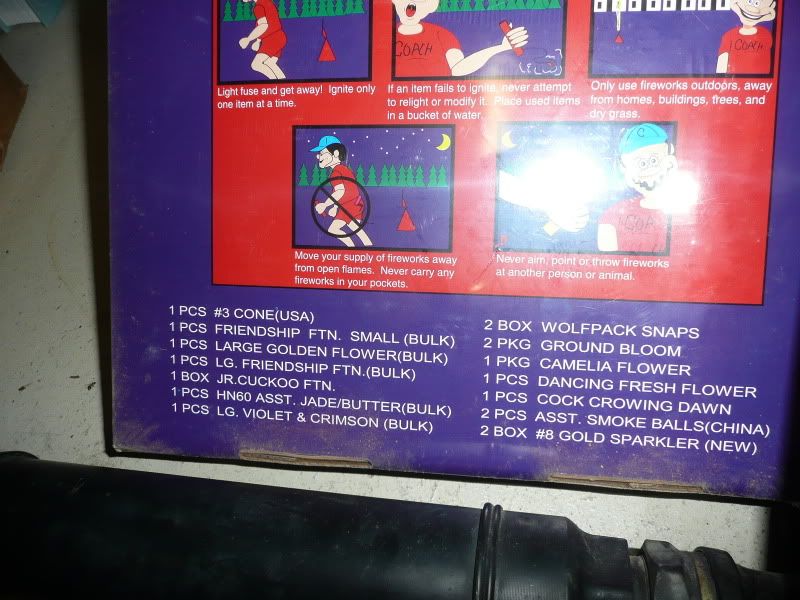 COACH
COACH
Light fuse and get away! Ignite only
one item at a time.
If an item fails to ignite, never attempt
to relight or modify it. Place used items
in a bucket of water.
Only use fireworks outdoors, away
from homes, buildings, trees, and
dry grass.
C
Move your supply of fireworks away
from open flames. Never carry any
fireworks in your pockets.
Never aim, point or throw fireworks
at another person or animal.
1 PCS #3 CONE(USA)
1 PCS FRIENDSHIP FTN. SMALL (BULK)
1 PCS LARGE GOLDEN FLOWER(BULK)
1 PCS LG. FRIENDSHIP FTN.(BULK)
1 BOX JR.CUCKOO FTN.
1 PCS HN60 ASST. JADE/BUTTER(BULK)
1 PCS LG. VIOLET & CRIMSON (BULK)
2 BOX WOLFPACK SNAPS
2 PKG GROUND BLOOM
1 PKG CAMELIA FLOWER
1 PCS DANCING FRESH FLOWER
1 PCS COCK CROWING DAWN
2 PCS ASST. SMOKE BALLS(CHINA)
2 BOX #8 GOLD SPARKLER (NEW)